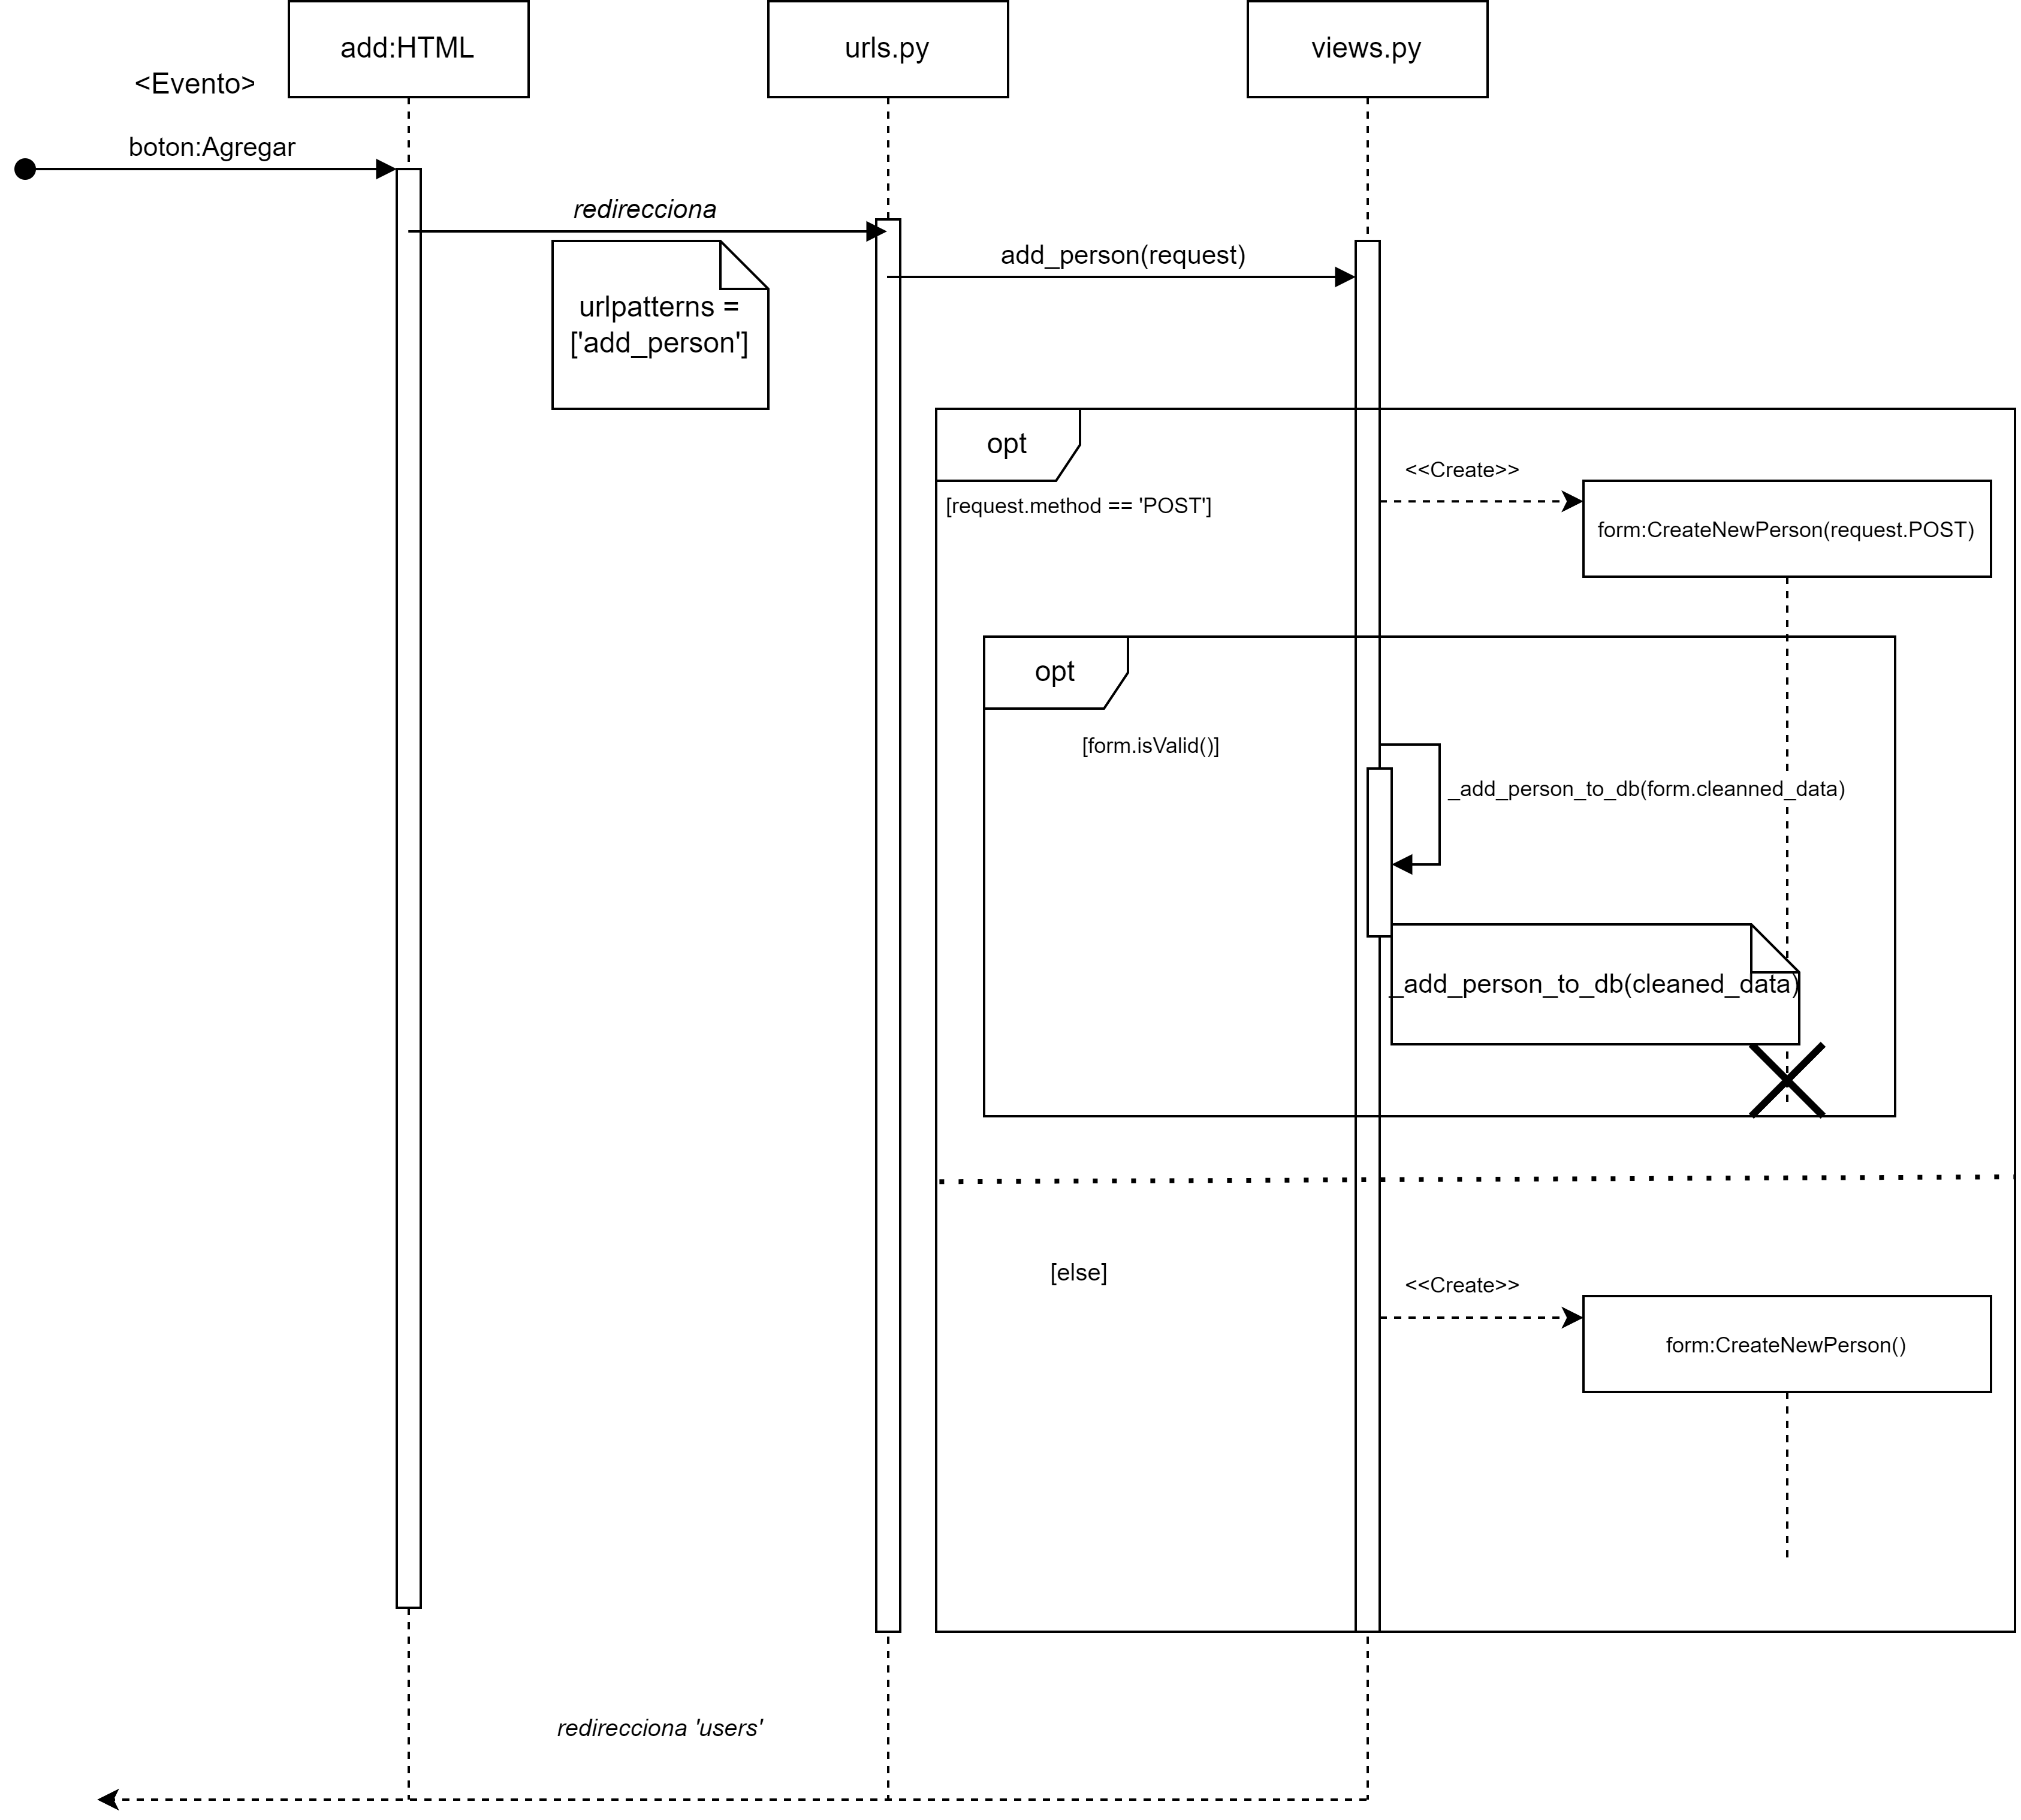 add:HTML
urls.py
views.py
<Evento>
boton:Agregar
redirecciona
add_person(request)
urlpatterns =
['add_person']
opt
<<Create>>
[request.method == 'POST']
form:CreateNewPerson(request.POST)
opt
[form.isValid()]
_add_person_to_db(form.cleanned_data)
_add_person_to_db(cleaned_data)
[else]
<<Create>>
form:CreateNewPerson()
redirecciona 'users'